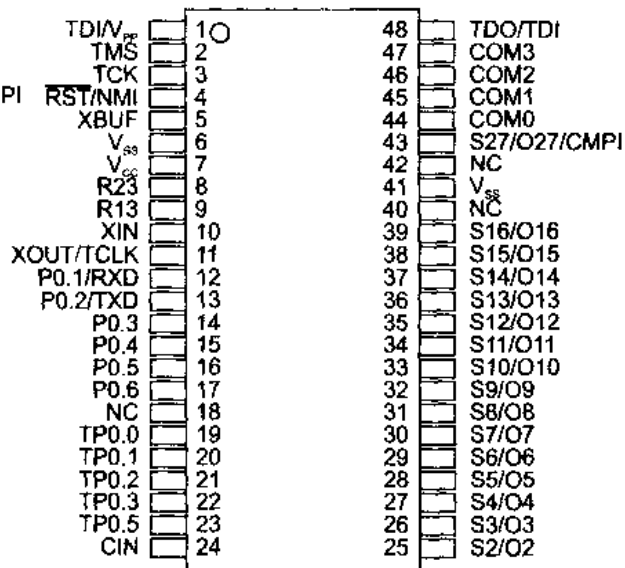 TDI/Vpp 1 48 TDO/TDI
TMS 2 47 COM3
TCK 3 46 COM2
PI RST/NMI 4 45 COM1
XBUF 5 44 COM0
Vss 6 43 S27/O27/CMPI
Vcc 7 42 NC
R23 8 41 Vss
R13 9 40 NC
XIN 10 39 S16/O16
XOUT/TCLK 11 38 S15/O15
P0.1/RXD 12 37 S14/O14
P0.2/TXD 13 36 S13/O13
P0.3 14 35 S12/O12
P0.4 15 34 S11/O11
P0.5 16 33 S10/O10
P0.6 17 32 S9/O9
NC 18 31 S8/O8
TP0.0 19 30 S7/O7
TP0.1 20 29 S6/O6
TP0.2 21 28 S5/O5
TP0.3 22 27 S4/O4
TP0.5 23 26 S3/O3
CIN 24 25 S2/O2